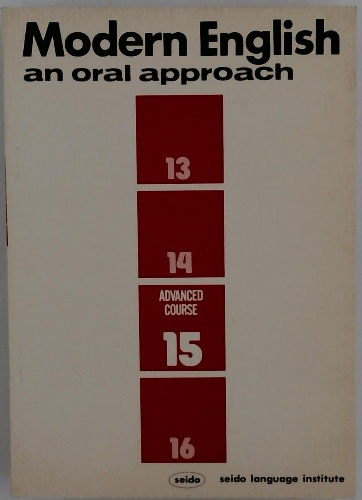 Modern English
an oral approach
13
14
ADVANCED
COURSE
15
16
seido seido language institute